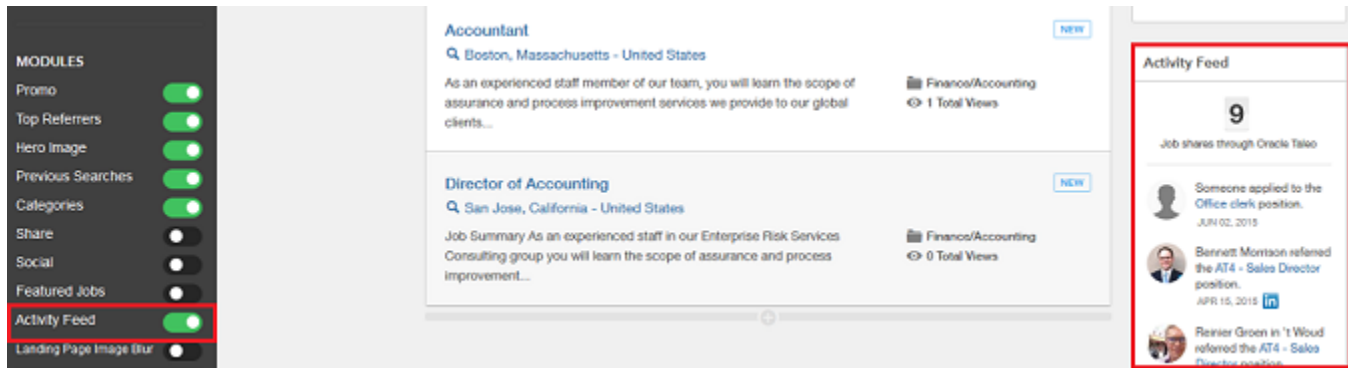 MODULES
Promo
Top Referrers
Hero Image
Previous Searches
Categories
Share
Social
Featured Jobs
Activity Feed
Landing Page Image Blur
Accountant
NEW
Boston, Massachusetts - United States
As an experienced staff member of our team, you will learn the scope of
assurance and process improvement services we provide to our global
clients...
Finance/Accounting
1 Total Views
Director of Accounting
NEW
San Jose, California - United States
Job Summary As an experienced staff in our Enterprise Risk Services
Consulting group you will learn the scope of assurance and process
improvement...
Finance/Accounting
0 Total Views
Activity Feed
9
Job shares through Oracle Taleo
Someone applied to the
Office clerk position.
JUN 02, 2015
Bennett Morrison referred
the AT4 - Sales Director
position.
APR 15, 2015 in
Reinier Groen in 't Woud
referred the AT4 - Sales
Director position